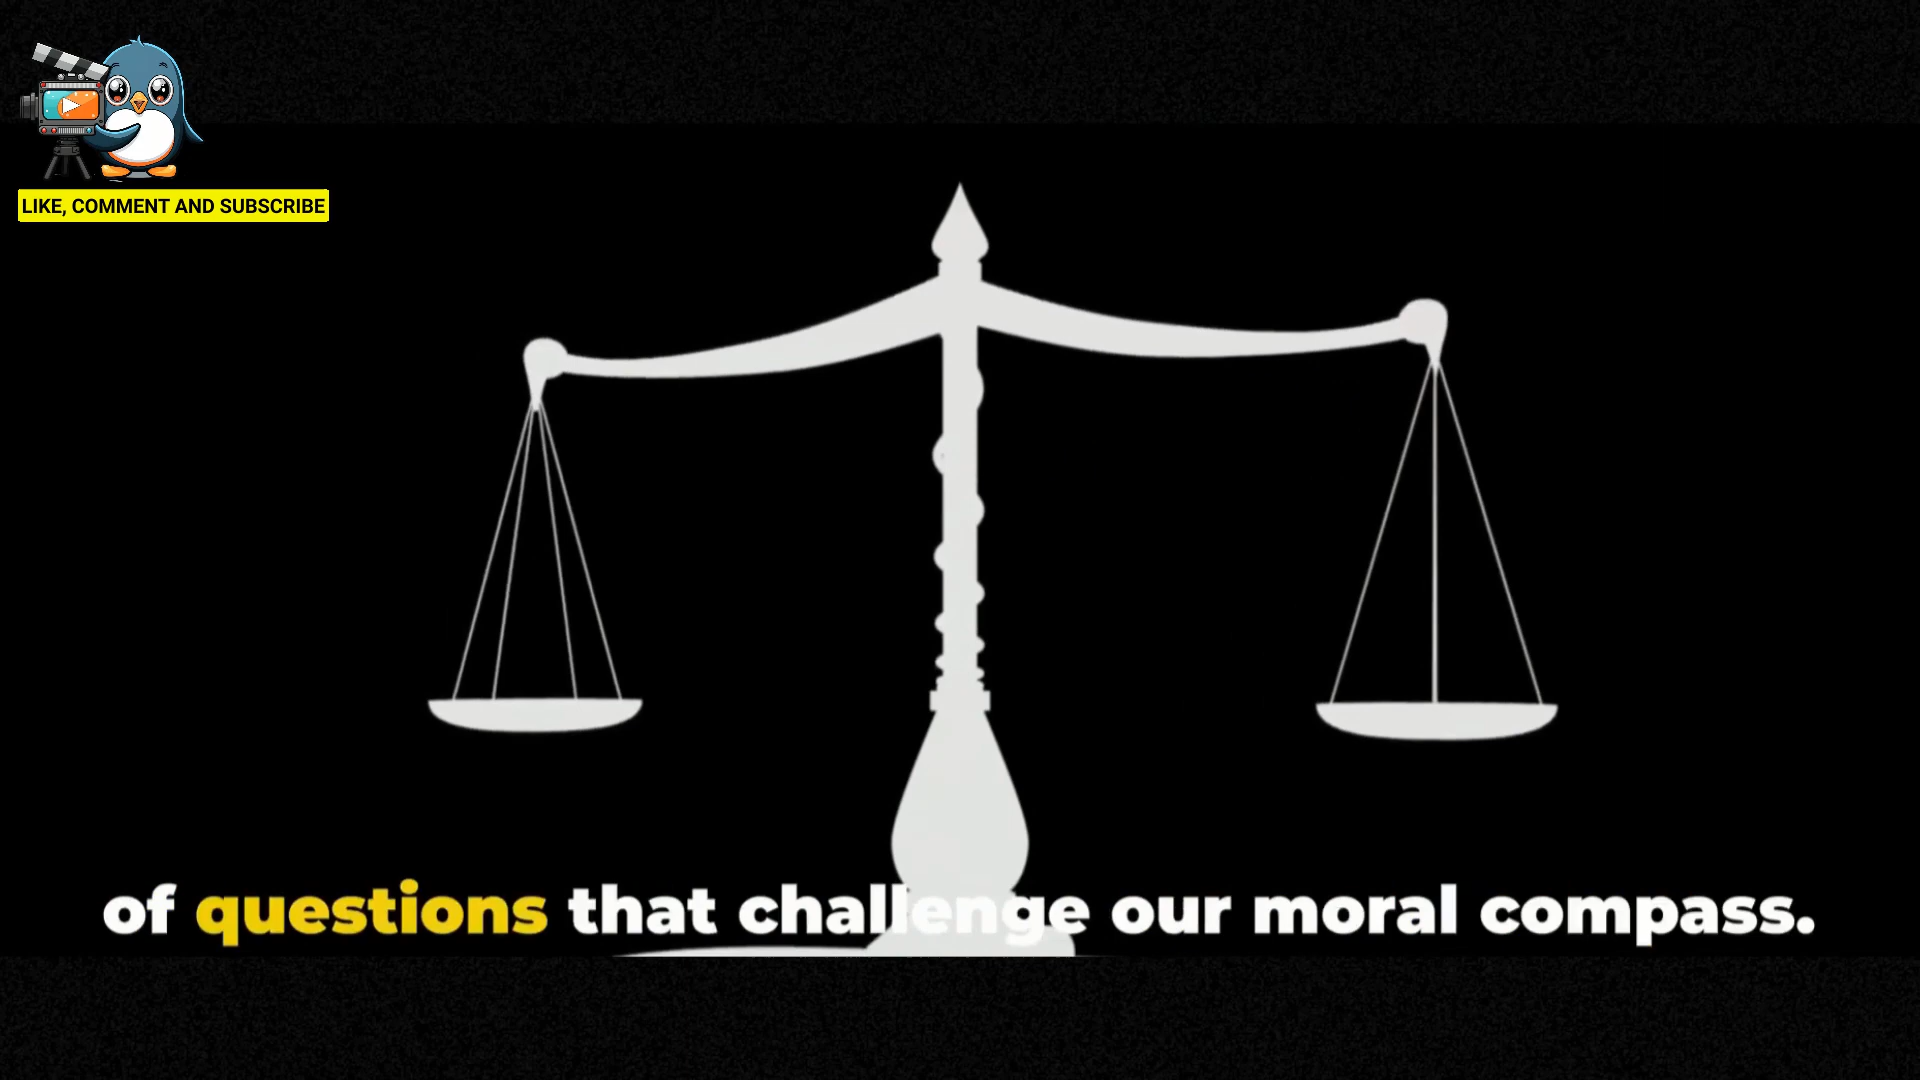 LIKE, COMMENT AND SUBSCRIBE
of questions that challenge our moral compass.